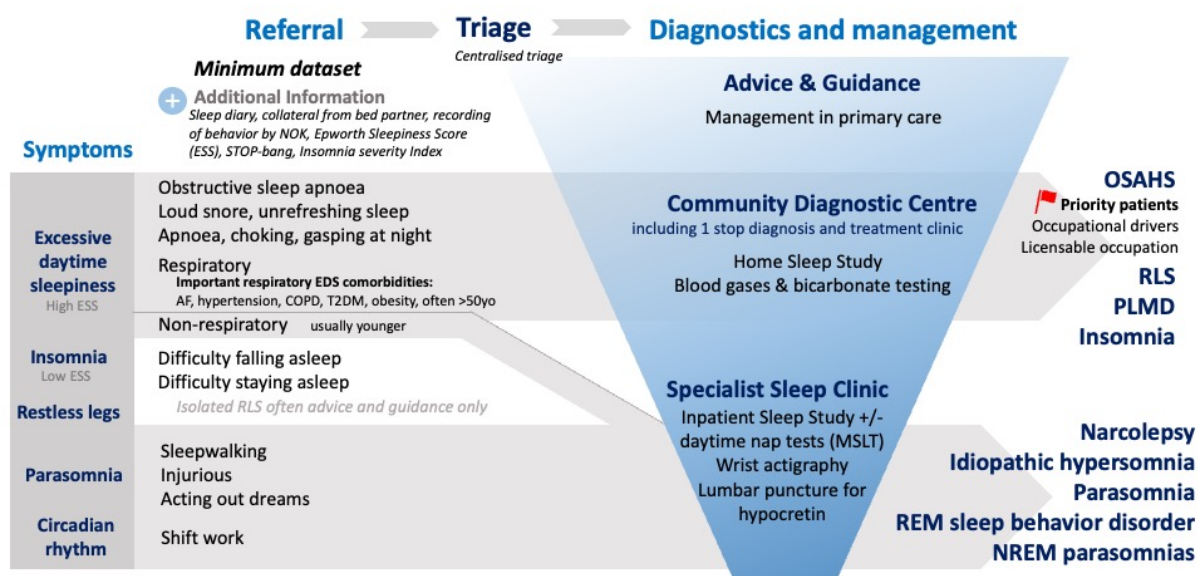 Referral
Triage
Diagnostics and management
Centralised triage
Minimum dataset
+ Additional Information
Sleep diary, collateral from bed partner, recording
of behavior by NOK, Epworth Sleepiness Score
(ESS), STOP-bang, Insomnia severity Index
Advice & Guidance
Management in primary care
Symptoms
Excessive
daytime
sleepiness
High ESS
Obstructive sleep apnoea
Loud snore, unrefreshing sleep
Apnoea, choking, gasping at night
Respiratory
Important respiratory EDS comorbidities:
AF, hypertension, COPD, T2DM, obesity, often >50yo
Non-respiratory usually younger
Community Diagnostic Centre
including 1 stop diagnosis and treatment clinic
Home Sleep Study
Blood gases & bicarbonate testing
OSAHS
Priority patients
Occupational drivers
Licensable occupation
RLS
PLMD
Insomnia
Insomnia
Low ESS
Difficulty falling asleep
Difficulty staying asleep
Restless legs
Isolated RLS often advice and guidance only
Specialist Sleep Clinic
Inpatient Sleep Study +/-
daytime nap tests (MSLT)
Wrist actigraphy
Lumbar puncture for
hypocretin
Parasomnia
Sleepwalking
Injurious
Acting out dreams
Circadian
rhythm
Shift work
Narcolepsy
Idiopathic hypersomnia
Parasomnia
REM sleep behavior disorder
NREM parasomnias